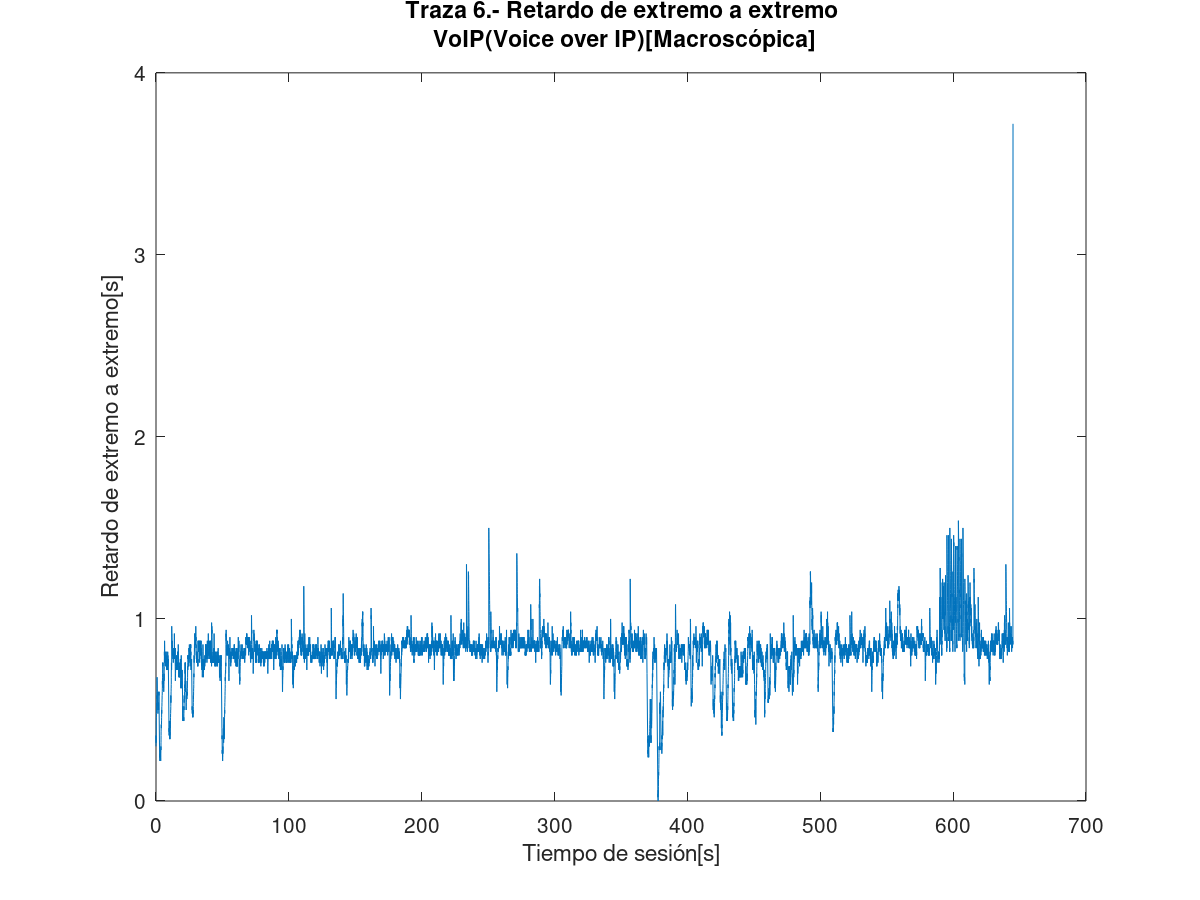 Traza 6.- Retardo de extremo a extremo
VoIP(Voice over IP)[Macroscópica]
Retardo de extremo a extremo[s]
4
3
2
1
0
0 100 200 300 400 500 600 700
Tiempo de sesión[s]